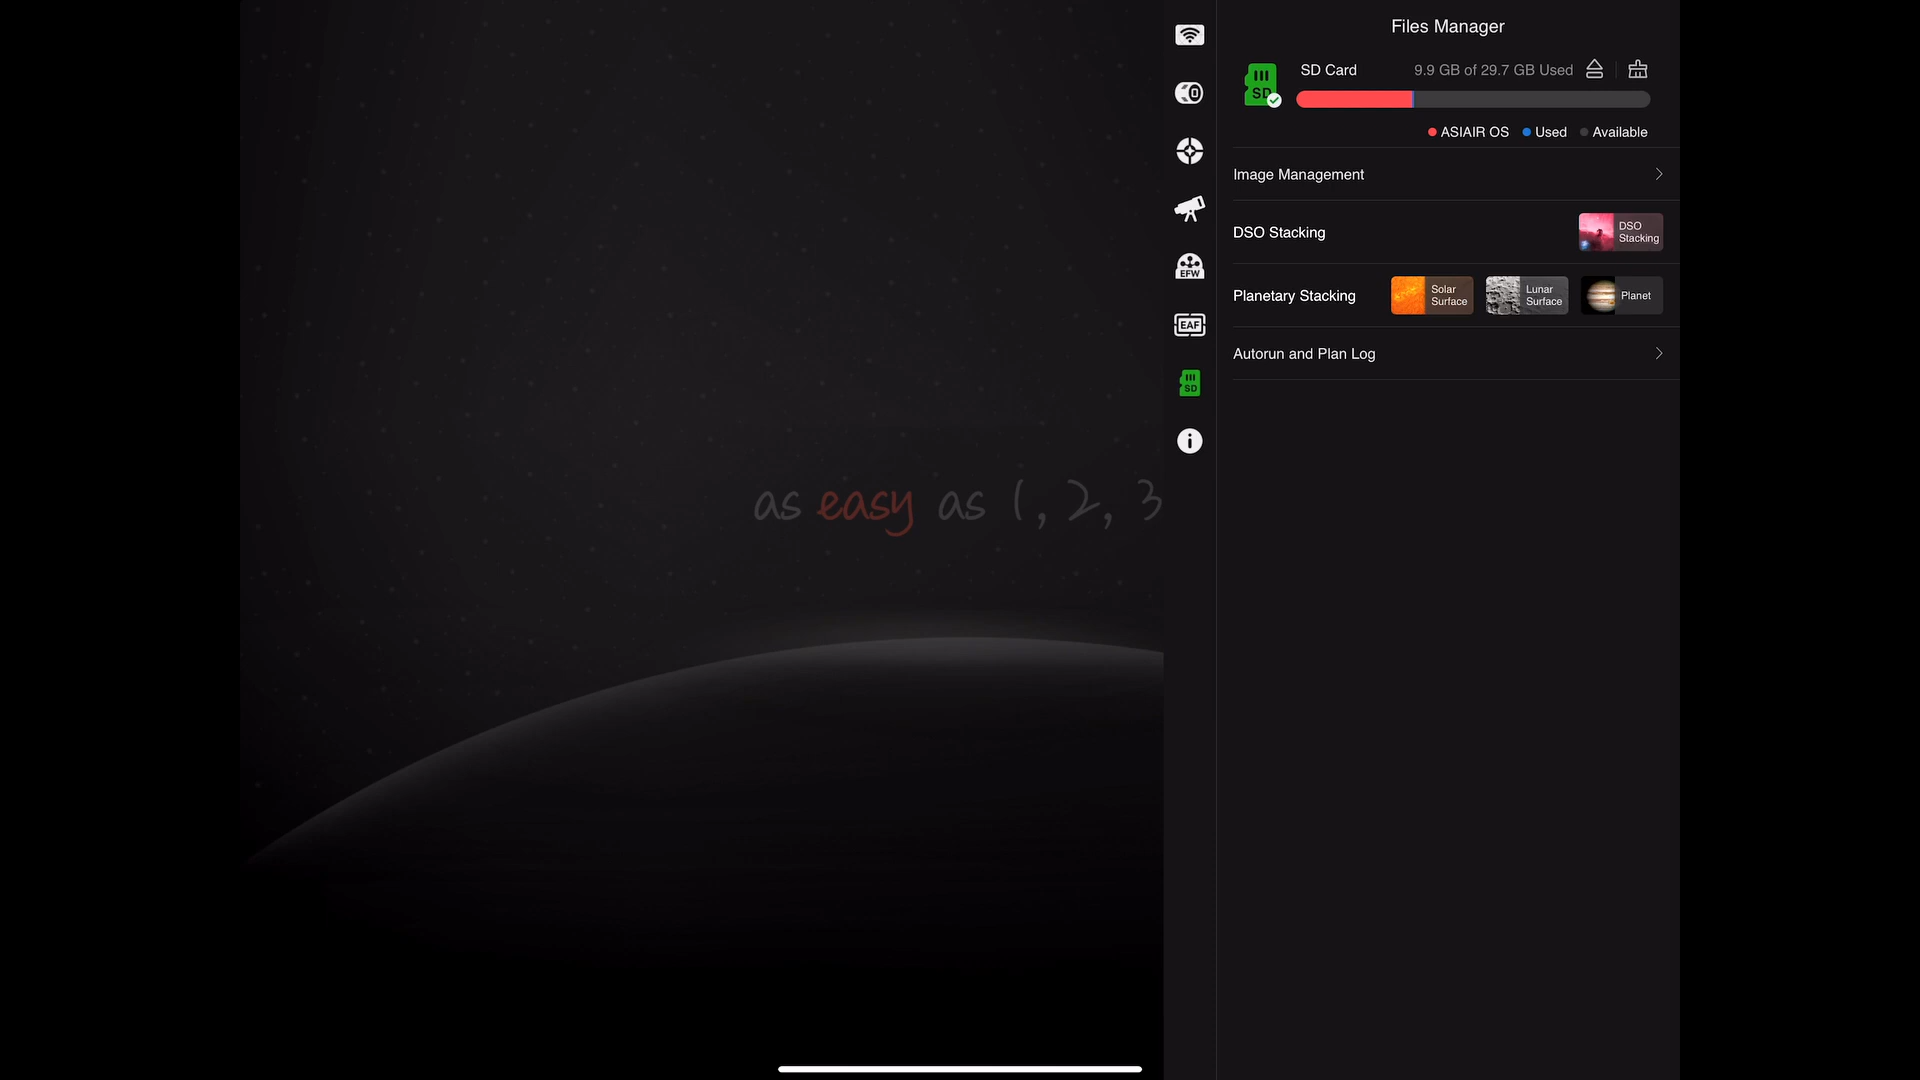 Files Manager
SD Card 9.9 GB of 29.7 GB Used
SD
ASIAIR OS Used Available
Image Management
DSO Stacking
DSO
Stacking
Planetary Stacking
Solar
Surface
Lunar
Surface
Planet
Autorun and Plan Log
EFW
EAF
SD
as easy as 1, 2, 3